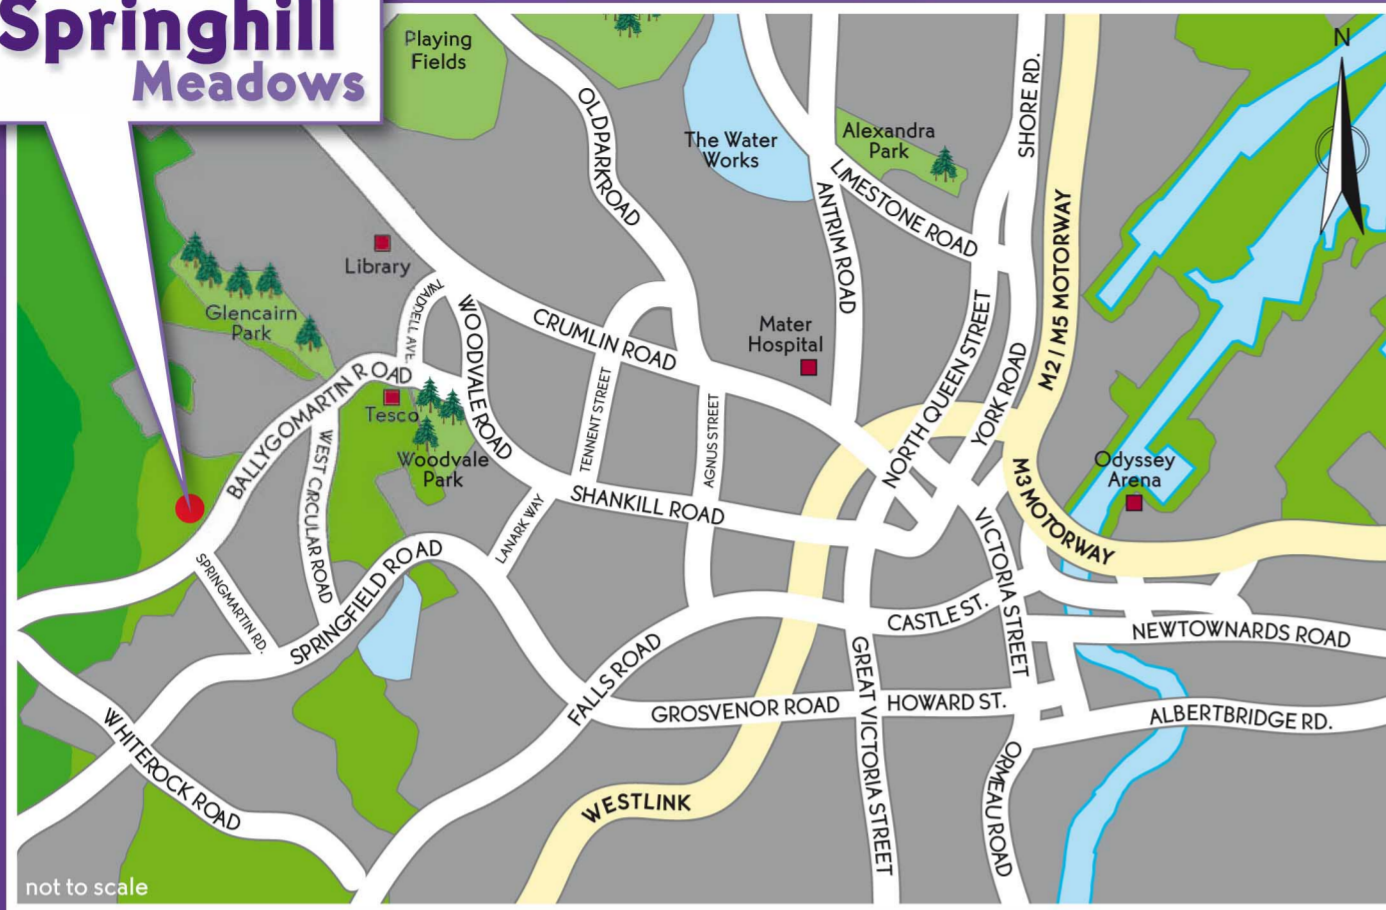 Springhill
Meadows
Playing
Fields
OLDPARKROAD
The Water
Works
Alexandra
Park
SHORE RD.
N
LIMESTONE ROAD
ANTRIM ROAD
M2 I M5 MOTORWAY
Library
Glencairn
Park
TWADDELL AVE.
WOODVALE ROAD
CRUMLIN ROAD
Mater
Hospital
NORTH QUEEN STREET
YORK ROAD
BALLYGOMARTIN ROAD
Tesco
TENNENT STREET
AGNUS STREET
WEST CIRCULAR ROAD
Woodvale
Park
Odyssey
Arena
M3 MOTORWAY
SHANKILL ROAD
LANARK WAY
VICTORIA STREET
SPRINGMARTIN RD.
SPRINGFIELD ROAD
CASTLE ST.
NEWTOWNARDS ROAD
FALLS ROAD
GREAT VICTORIA STREET
GROSVENOR ROAD
HOWARD ST.
ALBERTBRIDGE RD.
WHITEROCK ROAD
WESTLINK
ORMEAU ROAD
not to scale